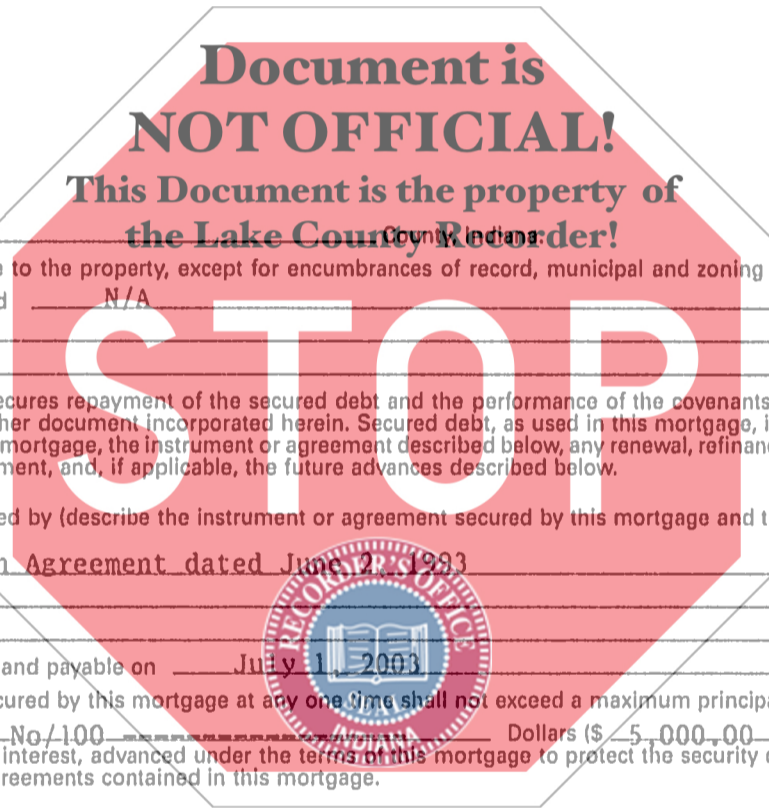 Document is
NOT OFFICIAL!
This Document is the property of
the Lake County Recorder!
County, Indiana.
to the property, except for encumbrances of record, municipal and zoning
N/A
STOP
ecures repayment of the secured debt and the performance of the covenants
her document incorporated herein. Secured debt, as used in this mortgage, i
mortgage, the instrument or agreement described below, any renewal, refinan
ment, and, if applicable, the future advances described below.
ed by (describe the instrument or agreement secured by this mortgage and t
n Agreement dated June 2, 1993
RECORDER'S OFFICE
SEAL
INDIANA
and payable on July 1, 2003
cured by this mortgage at any one time shall not exceed a maximum principa
No/100 Dollars ($ 5,000.00
interest, advanced under the terms of this mortgage to protect the security
reements contained in this mortgage.